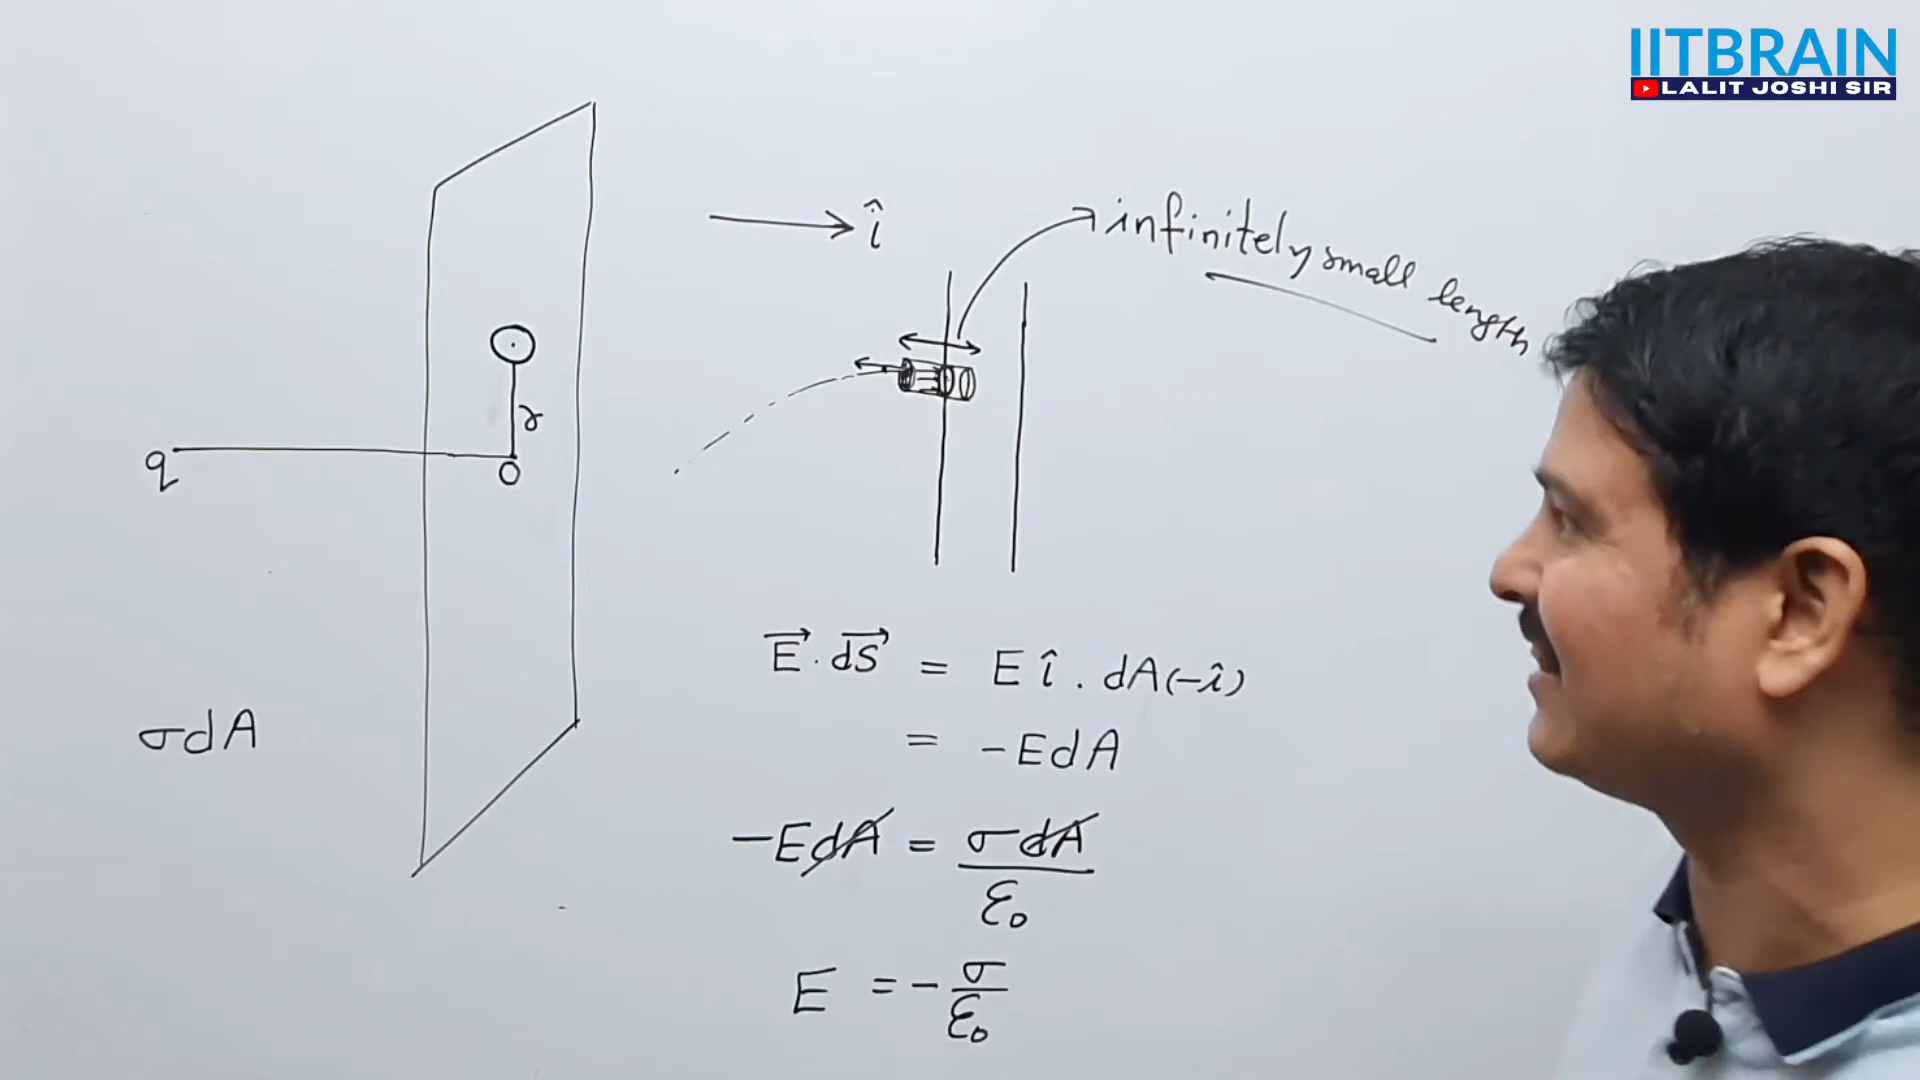 IITBRAIN
LALIT JOSHI SIR
î
infinitely small length
r
q
O
σdA
E⃗ . dS⃗ = E î . dA(-î)
= -EdA
-EdA = σdA/ε₀
E = -σ/ε₀